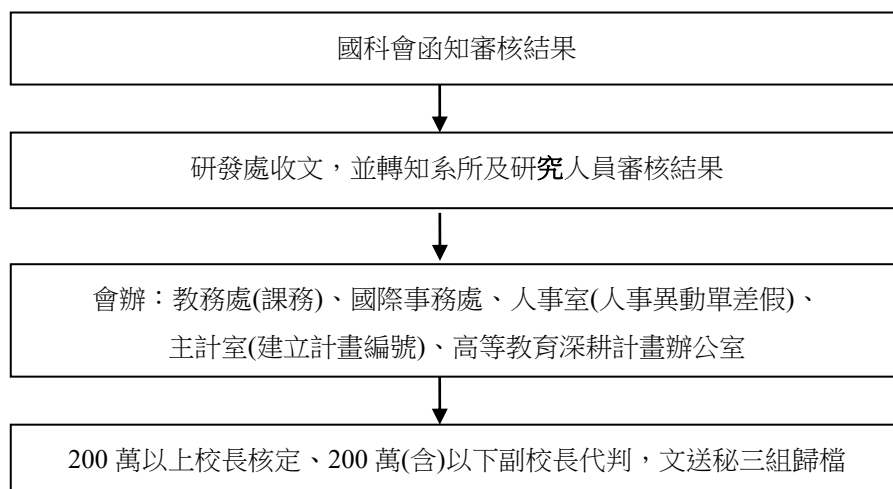 國科會函知審核結果
研發處收文，並轉知系所及研究人員審核結果
會辦：教務處(課務)、國際事務處、人事室(人事異動單差假)、
主計室(建立計畫編號)、高等教育深耕計畫辦公室
200 萬以上校長核定、200 萬(含)以下副校長代判，文送秘三組歸檔